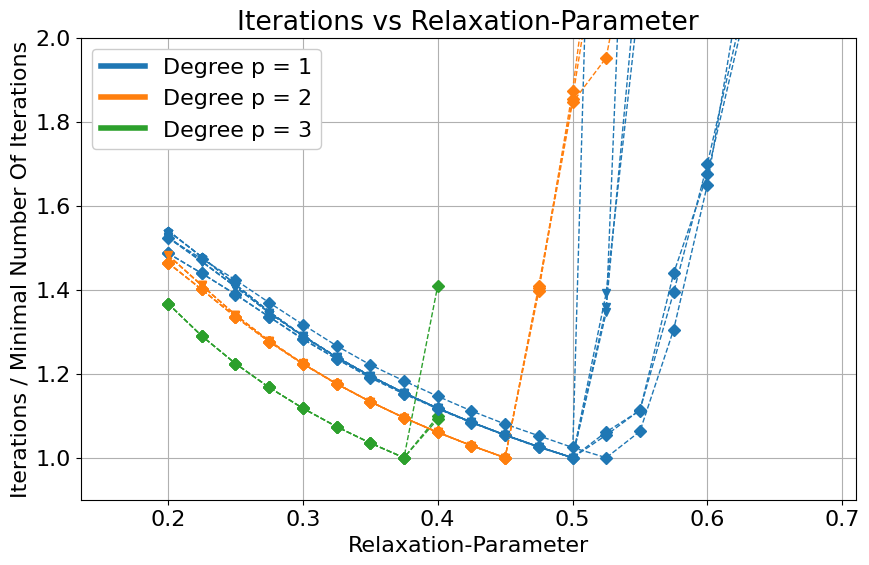 Iterations vs Relaxation-Parameter
Iterations / Minimal Number Of Iterations
2.0
1.8
1.6
1.4
1.2
1.0
Degree p = 1
Degree p = 2
Degree p = 3
0.2
0.3
0.4
0.5
0.6
0.7
Relaxation-Parameter